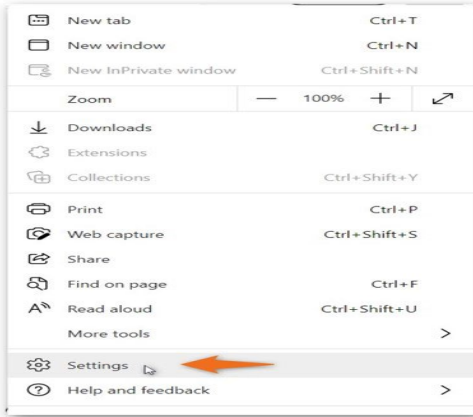 New tab Ctrl+T
New window Ctrl+N
New InPrivate window Ctrl+Shift+N
Zoom — 100% +
Downloads Ctrl+J
Extensions
Collections Ctrl+Shift+Y
Print Ctrl+P
Web capture Ctrl+Shift+S
Share
Find on page Ctrl+F
Read aloud Ctrl+Shift+U
More tools >
Settings
Help and feedback >